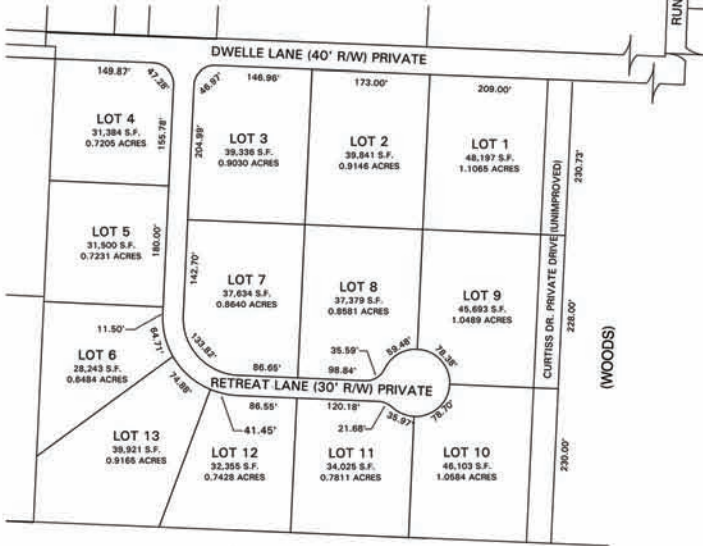 RUN
DWELLE LANE (40' R/W) PRIVATE
149.87'
47.28'
46.97'
146.96'
173.00'
209.00'
LOT 4
31,384 S.F.
0.7205 ACRES
155.78'
204.99'
LOT 3
39,336 S.F.
0.9030 ACRES
LOT 2
39,841 S.F.
0.9146 ACRES
LOT 1
48,197 S.F.
1.1065 ACRES
230.73'
CURTISS DR. PRIVATE DRIVE (UNIMPROVED)
LOT 5
31,500 S.F.
0.7231 ACRES
180.00'
142.70'
LOT 7
37,634 S.F.
0.8640 ACRES
LOT 8
37,379 S.F.
0.8581 ACRES
LOT 9
45,693 S.F.
1.0489 ACRES
228.00'
(WOODS)
11.50'
64.71'
133.82'
35.59'
59.48'
78.38'
LOT 6
28,243 S.F.
0.6484 ACRES
74.86'
86.65'
98.84'
RETREAT LANE (30' R/W) PRIVATE
86.55'
120.18'
41.45'
21.68'
35.97'
78.70'
LOT 13
39,921 S.F.
0.9165 ACRES
LOT 12
32,355 S.F.
0.7428 ACRES
LOT 11
34,025 S.F.
0.7811 ACRES
LOT 10
46,103 S.F.
1.0584 ACRES
230.00'